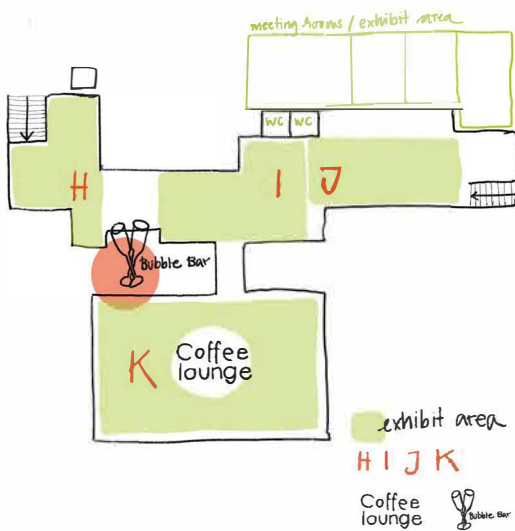 meeting rooms / exhibit area
WC WC
H
I J
Bubble Bar
K
Coffee
lounge
exhibit area
H I J K
Coffee
lounge
Bubble Bar